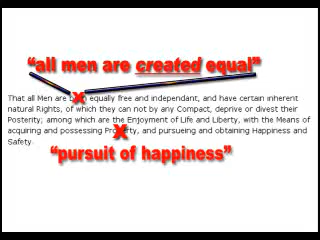 “all men are created equal”
That all Men are born equally free and independant, and have certain inherent
natural Rights, of which they can not by any Compact, deprive or divest their
Posterity; among which are the Enjoyment of Life and Liberty, with the Means of
acquiring and possessing Property, and pursueing and obtaining Happiness and
Safety.
“pursuit of happiness”